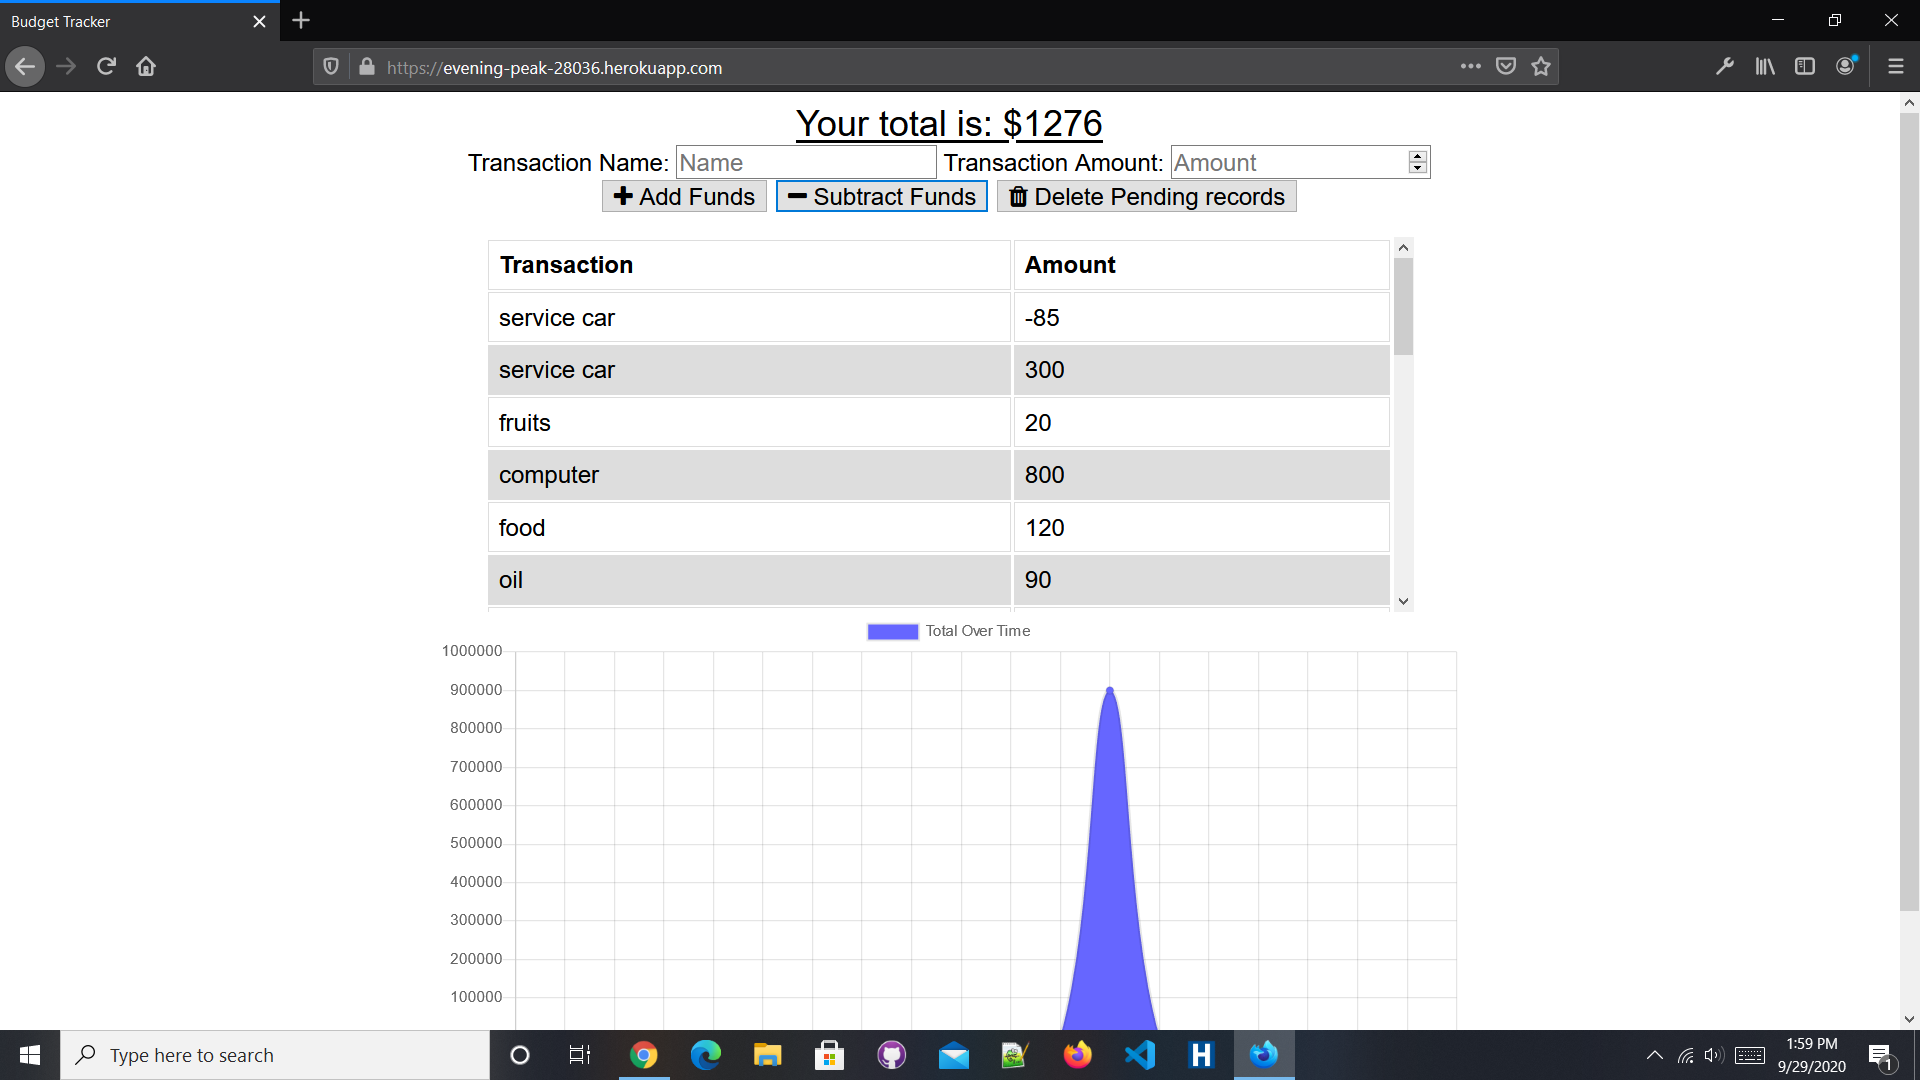 Budget Tracker
https://evening-peak-28036.herokuapp.com
Your total is: $1276
Transaction Name: Name Transaction Amount: Amount
Add Funds Subtract Funds Delete Pending records
Transaction Amount
service car -85
service car 300
fruits 20
computer 800
food 120
oil 90
Total Over Time
1000000
900000
800000
700000
600000
500000
400000
300000
200000
100000
Type here to search
H
1:59 PM
9/29/2020
1